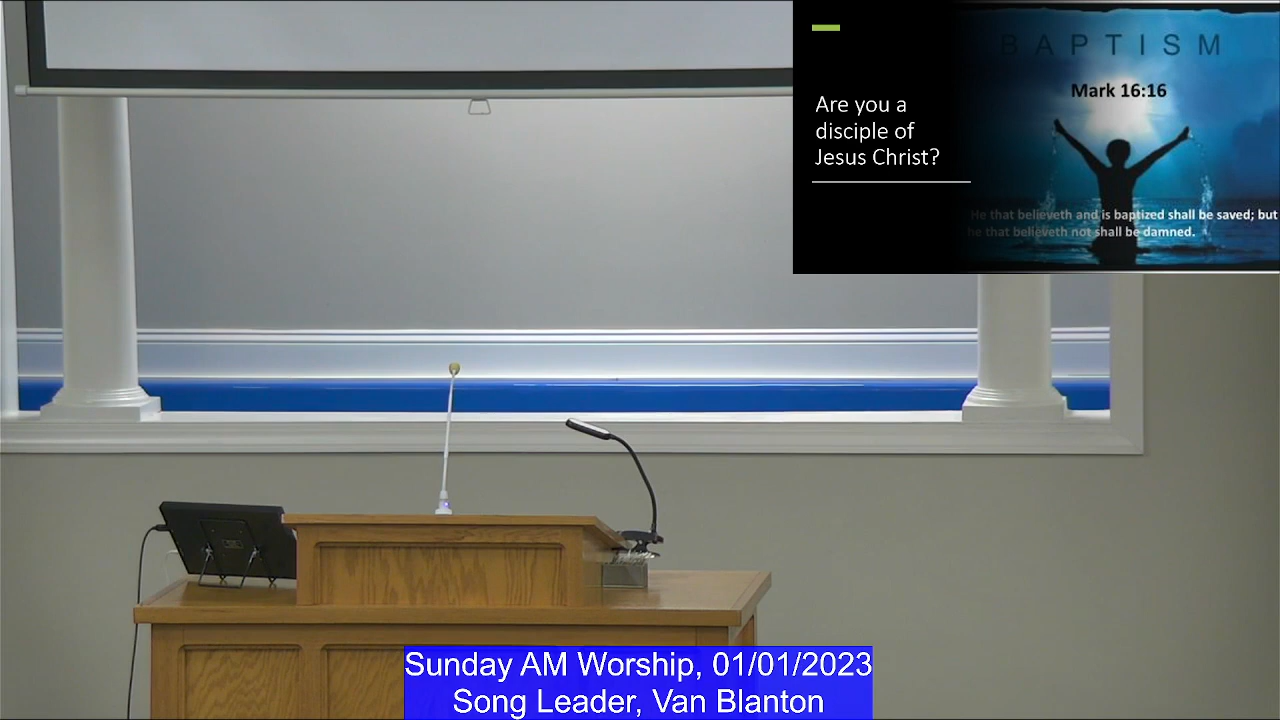 BAPTISM
Mark 16:16
Are you a
disciple of
Jesus Christ?
He that believeth and is baptized shall be saved; but
he that believeth not shall be damned.
Sunday AM Worship, 01/01/2023
Song Leader, Van Blanton